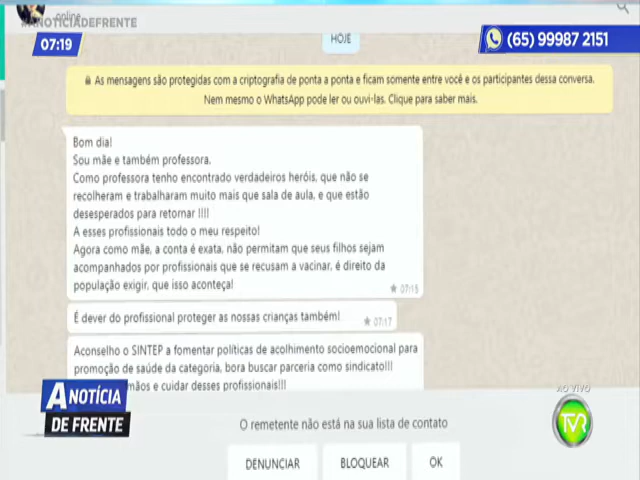 #ANOTICIADEFRENTE
online
07:19
HOJE
(65) 99987 2151
As mensagens são protegidas com a criptografia de ponta a ponta e ficam somente entre você e os participantes dessa conversa.
Nem mesmo o WhatsApp pode ler ou ouvi-las. Clique para saber mais.
Bom dia!
Sou mãe e também professora.
Como professora tenho encontrado verdadeiros heróis, que não se
recolheram e trabalharam muito mais que sala de aula, e que estão
desesperados para retornar !!!!
A esses profissionais todo o meu respeito!
Agora como mãe, a conta é exata, não permitam que seus filhos sejam
acompanhados por profissionais que se recusam a vacinar, é direito da
população exigir, que isso aconteça!
07:15
É dever do profissional proteger as nossas crianças também!
07:17
Aconselho o SINTEP a fomentar políticas de acolhimento socioemocional para
promoção de saúde da categoria, bora buscar parceria como sindicato!!!
mãos e cuidar desses profissionais!!!
A NOTÍCIA
DE FRENTE
AO VIVO
TVR
O remetente não está na sua lista de contato
DENUNCIAR
BLOQUEAR
OK